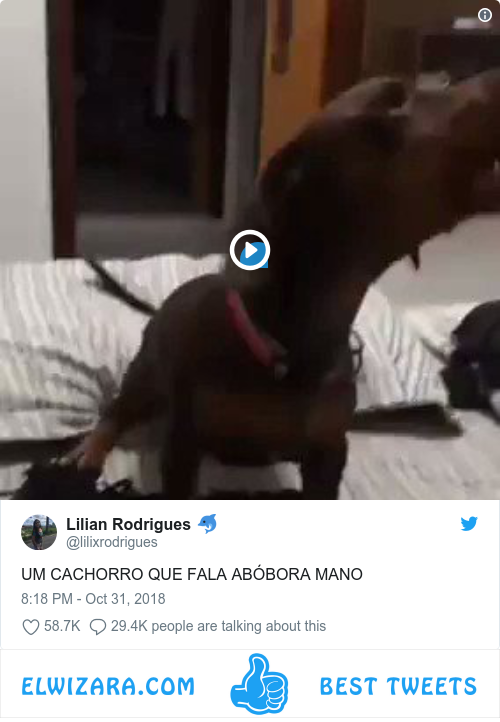 Lilian Rodrigues 🐬
@lilixrodrigues
UM CACHORRO QUE FALA ABÓBORA MANO
8:18 PM - Oct 31, 2018
58.7K 29.4K people are talking about this
ELWIZARA.COM BEST TWEETS